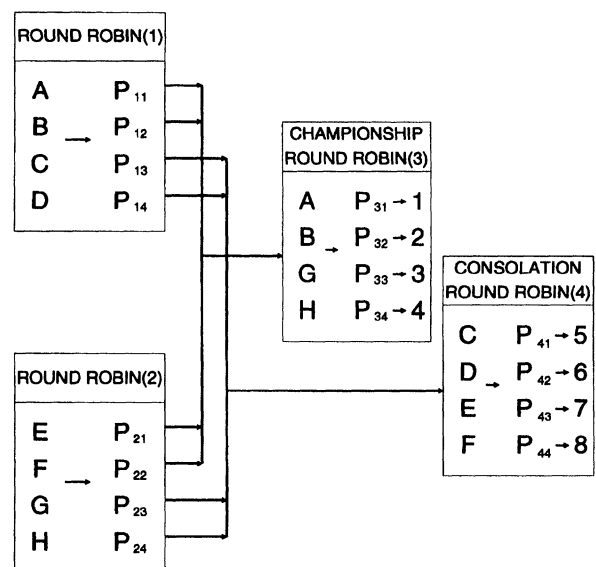 ROUND ROBIN(1)
A P11
B → P12
C P13
D P14
CHAMPIONSHIP
ROUND ROBIN(3)
A P31→1
B → P32→2
G P33→3
H P34→4
CONSOLATION
ROUND ROBIN(4)
C P41→5
D → P42→6
E P43→7
F P44→8
ROUND ROBIN(2)
E P21
F → P22
G P23
H P24